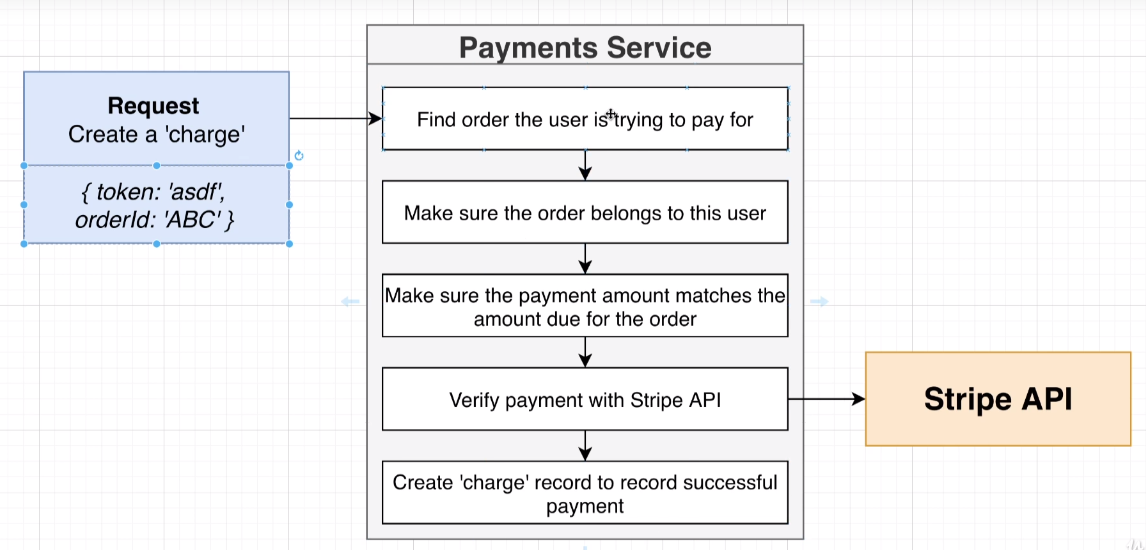 Payments Service
Request
Create a 'charge'
{ token: 'asdf',
orderId: 'ABC' }
Find order the user is trying to pay for
Make sure the order belongs to this user
Make sure the payment amount matches the
amount due for the order
Verify payment with Stripe API
Stripe API
Create 'charge' record to record successful
payment